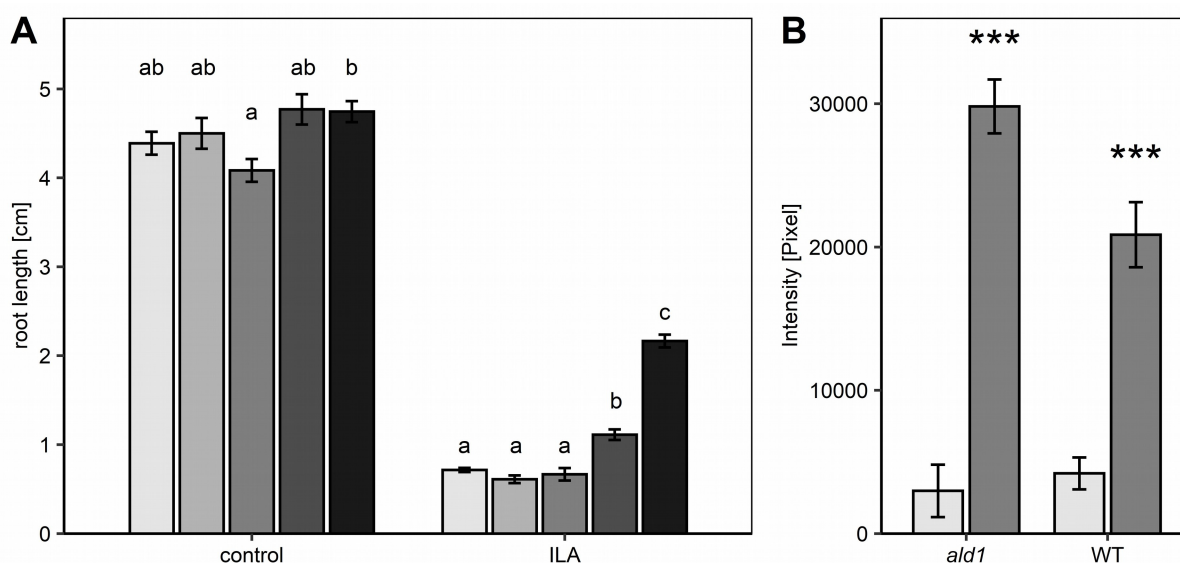 A
root length [cm]
5
4
3
2
1
0
ab ab a ab b
a a a b c
control ILA
B
Intensity [Pixel]
30000
20000
10000
0
*** ***
ald1 WT